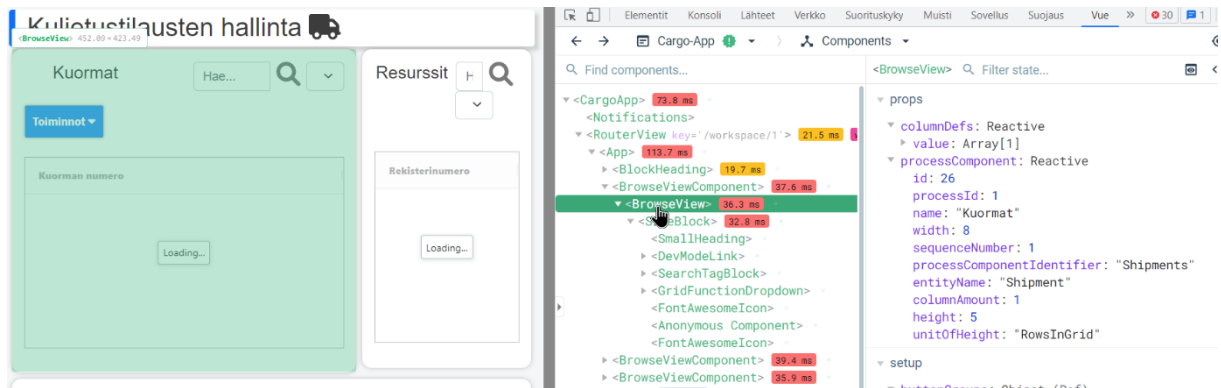 Kuljetustilausten hallinta
<BrowseView> 452.09 × 423.49
Kuormat
Hae...
Toiminnot
Kuorman numero
Loading...
Resurssit
H
Rekisterinumero
Loading...
Elementit Konsoli Lähteet Verkko Suorituskyky Muisti Sovellus Suojaus Vue 30 1
Cargo-App Components
Find components...
<CargoApp> 73.8 ms
<Notifications>
<RouterView key='/workspace/1'> 21.5 ms
<App> 113.7 ms
<BlockHeading> 19.7 ms
<BrowseViewComponent> 37.6 ms
<BrowseView> 36.3 ms
32.8 ms
<SmallHeading>
<DevModeLink>
<SearchTagBlock>
<GridFunctionDropdown>
<FontAwesomeIcon>
<Anonymous Component>
<FontAwesomeIcon>
<BrowseViewComponent> 39.4 ms
<BrowseViewComponent> 35.9 ms
<BrowseView> Filter state...
props
columnDefs: Reactive
value: Array[1]
processComponent: Reactive
id: 26
processId: 1
name: "Kuormat"
width: 8
sequenceNumber: 1
processComponentIdentifier: "Shipments"
entityName: "Shipment"
columnAmount: 1
height: 5
unitOfHeight: "RowsInGrid"
setup